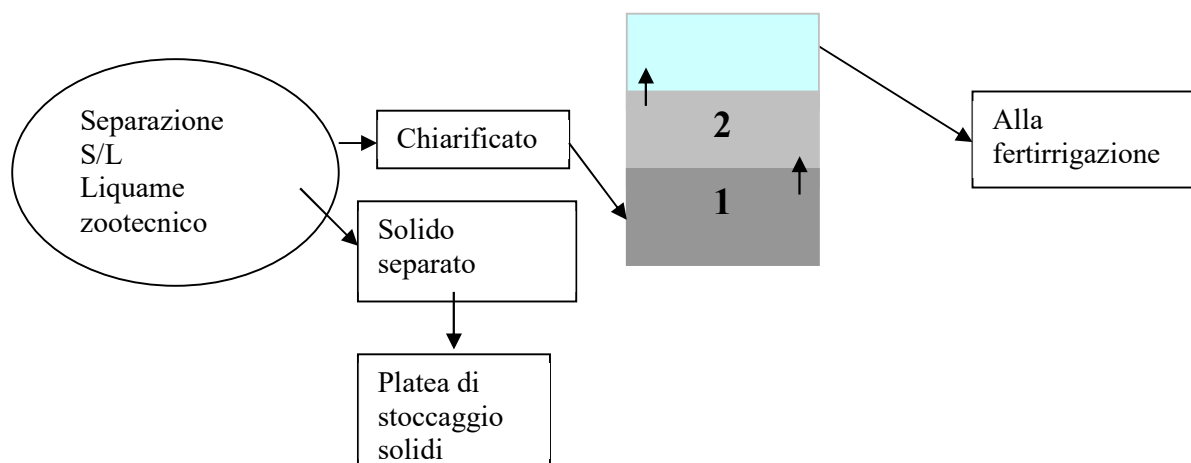 Separazione
S/L
Liquame
zootecnico
Chiarificato
Solido
separato
Platea di
stoccaggio
solidi
2
1
Alla
fertirrigazione